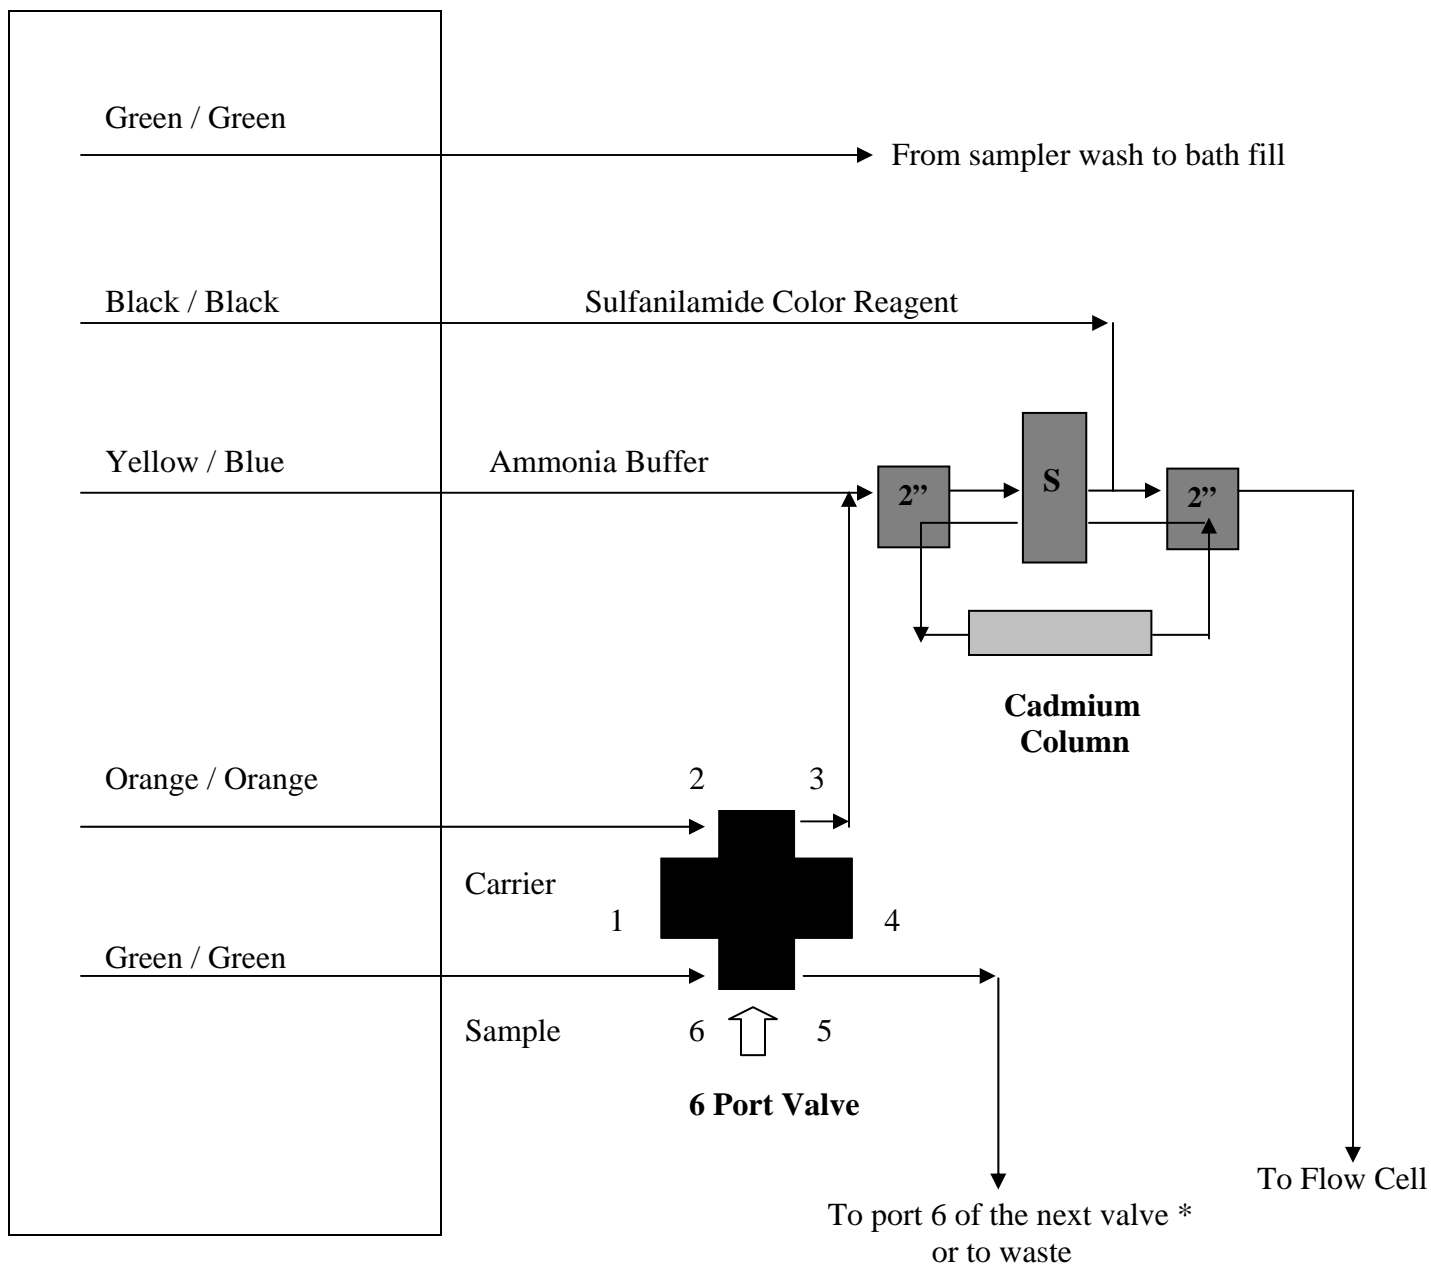 Green / Green
From sampler wash to bath fill
Black / Black
Sulfanilamide Color Reagent
Yellow / Blue
Ammonia Buffer
2”
S
2”
Cadmium
Column
Orange / Orange
2
3
Carrier
1
4
Green / Green
Sample
6
5
6 Port Valve
To Flow Cell
To port 6 of the next valve *
or to waste